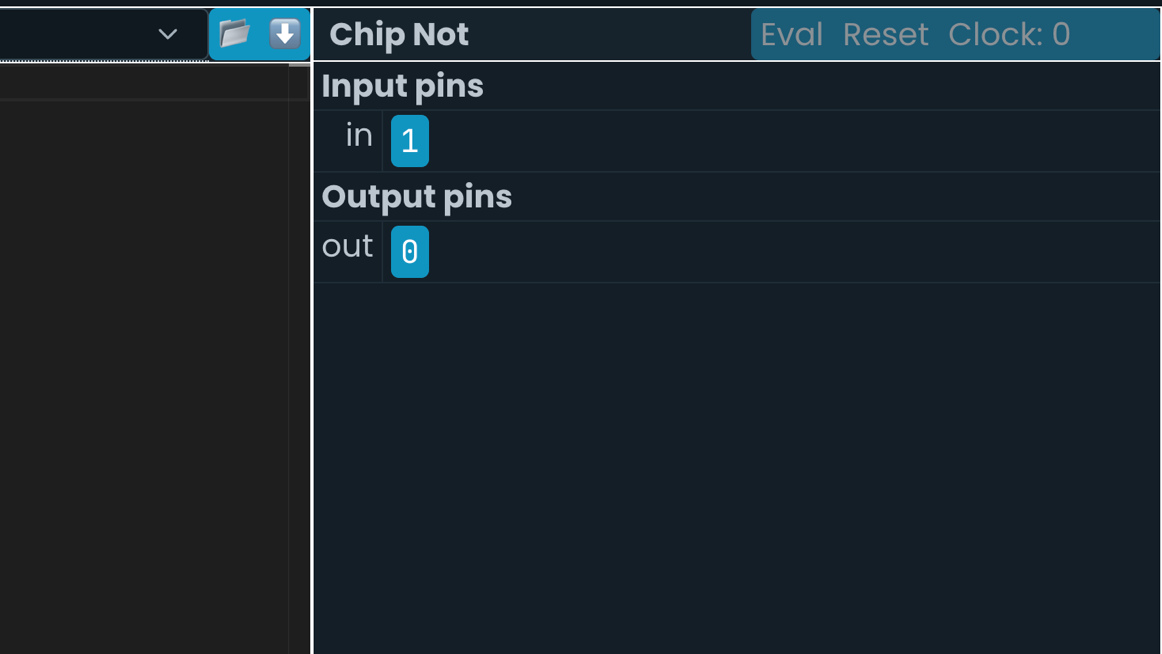 Chip Not
Eval Reset Clock: 0
Input pins
in 1
Output pins
out 0